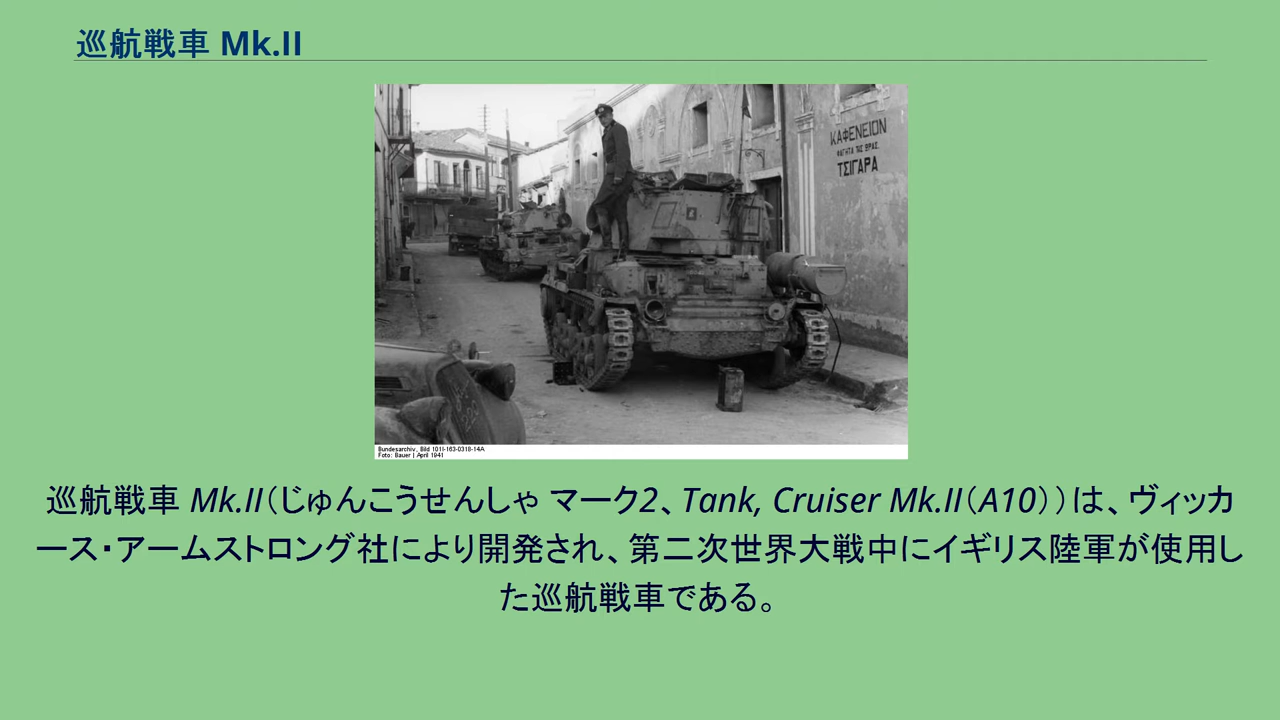 巡航戦車 Mk.II
ΚΑΦΕΝΕΙΟΝ
ΤΣΙΓΑΡΑ
Bundesarchiv, Bild 101I-163-0318-14A
Foto: Bauer | April 1941
巡航戦車 Mk.II（じゅんこうせんしゃ マーク2、Tank, Cruiser Mk.II（A10））は、ヴィッカ
ース・アームストロング社により開発され、第二次世界大戦中にイギリス陸軍が使用し
た巡航戦車である。